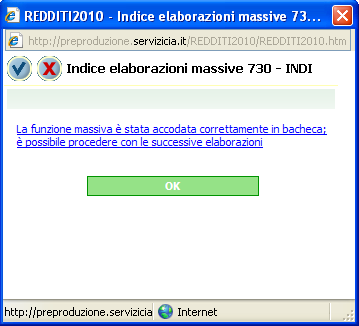 REDDITI2010 - Indice elaborazioni massive 73...
http://preproduzione.servizicia.it/REDDITI2010/REDDITI2010.htm
Indice elaborazioni massive 730 - INDI
La funzione massiva è stata accodata correttamente in bacheca;
è possibile procedere con le successive elaborazioni
OK
http://preproduzione.servizicia
Internet